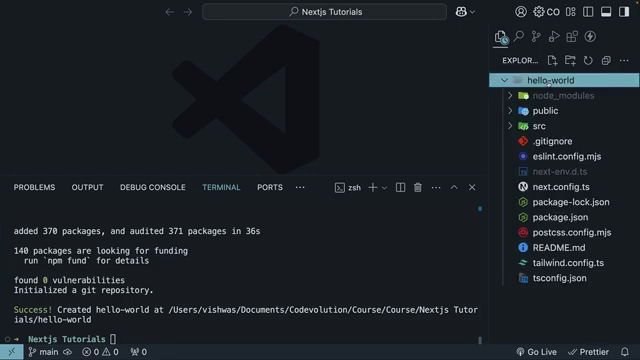 Nextjs Tutorials
CO
EXPLOR...
hello-world
node_modules
public
src
.gitignore
eslint.config.mjs
next-env.d.ts
next.config.ts
package-lock.json
package.json
postcss.config.mjs
README.md
tailwind.config.ts
tsconfig.json
PROBLEMS OUTPUT DEBUG CONSOLE TERMINAL PORTS zsh
added 370 packages, and audited 371 packages in 36s
140 packages are looking for funding
run `npm fund` for details
found 0 vulnerabilities
Initialized a git repository.
Success! Created hello-world at /Users/vishwas/Documents/Codevolution/Course/Course/Nextjs Tutor
ials/hello-world
→ Nextjs Tutorials
main 0 0 0 Go Live Prettier